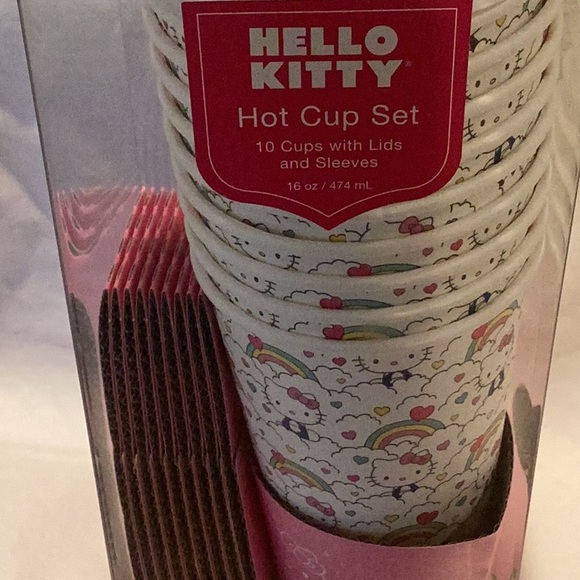 HELLO
KITTY®
Hot Cup Set
10 Cups with Lids
and Sleeves
16 oz / 474 mL